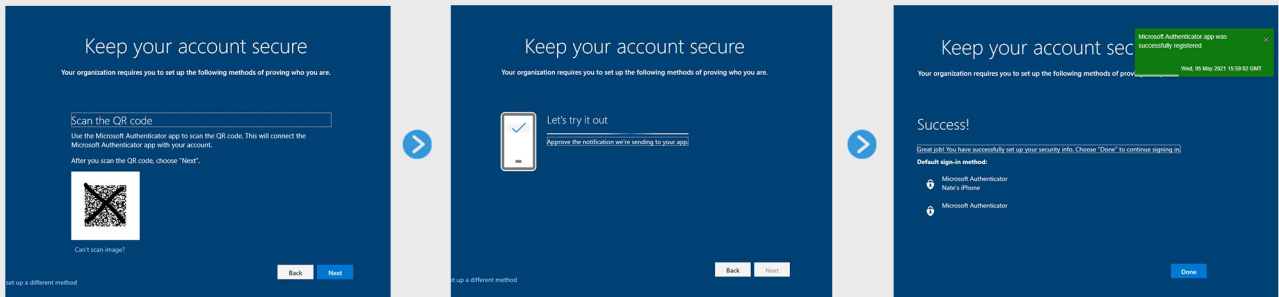 Keep your account secure
Your organization requires you to set up the following methods of proving who you are.
Scan the QR code
Use the Microsoft Authenticator app to scan the QR code. This will connect the
Microsoft Authenticator app with your account.
After you scan the QR code, choose "Next".
Can't scan image?
Back Next
set up a different method
Keep your account secure
Your organization requires you to set up the following methods of proving who you are.
Let's try it out
Approve the notification we're sending to your app.
Back Next
et up a different method
Keep your account sec
Microsoft Authenticator app was
successfully registered
Wed, 05 May 2021 15:59:02 GMT
Your organization requires you to set up the following methods of prov
Success!
Great job! You have successfully set up your security info. Choose "Done" to continue signing in.
Default sign-in method:
Microsoft Authenticator
Nate's iPhone
Microsoft Authenticator
Done